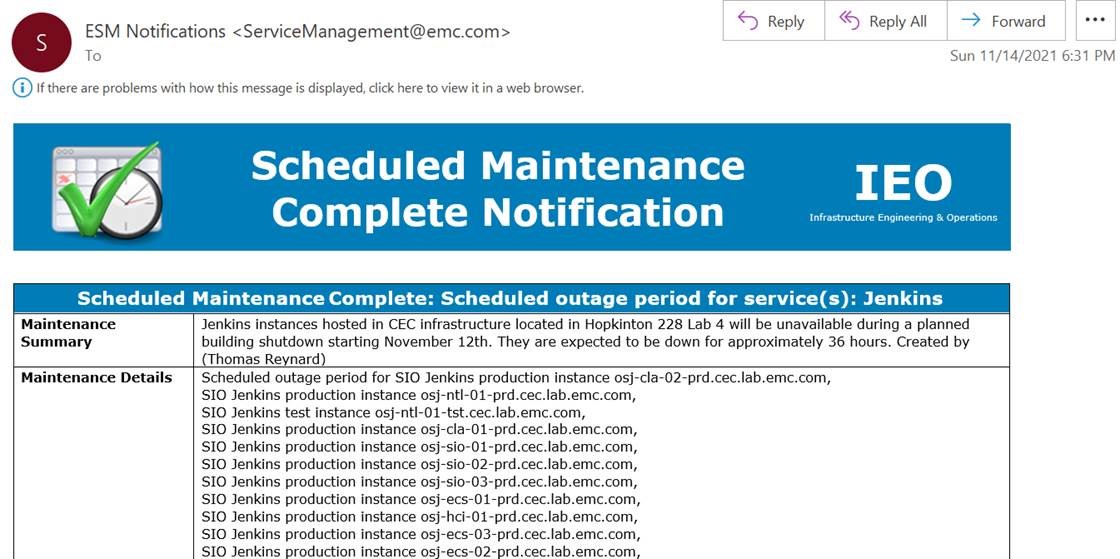 S
ESM Notifications <ServiceManagement@emc.com>
To
Reply
Reply All
Forward
Sun 11/14/2021 6:31 PM
If there are problems with how this message is displayed, click here to view it in a web browser.
Scheduled Maintenance
Complete Notification
IEO
Infrastructure Engineering & Operations
Scheduled Maintenance Complete: Scheduled outage period for service(s): Jenkins
Maintenance
Summary
Jenkins instances hosted in CEC infrastructure located in Hopkinton 228 Lab 4 will be unavailable during a planned
building shutdown starting November 12th. They are expected to be down for approximately 36 hours. Created by
(Thomas Reynard)
Maintenance Details
Scheduled outage period for SIO Jenkins production instance osj-cla-02-prd.cec.lab.emc.com,
SIO Jenkins production instance osj-ntl-01-prd.cec.lab.emc.com,
SIO Jenkins test instance osj-ntl-01-tst.cec.lab.emc.com,
SIO Jenkins production instance osj-cla-01-prd.cec.lab.emc.com,
SIO Jenkins production instance osj-sio-01-prd.cec.lab.emc.com,
SIO Jenkins production instance osj-sio-02-prd.cec.lab.emc.com,
SIO Jenkins production instance osj-sio-03-prd.cec.lab.emc.com,
SIO Jenkins production instance osj-ecs-01-prd.cec.lab.emc.com,
SIO Jenkins production instance osj-hci-01-prd.cec.lab.emc.com,
SIO Jenkins production instance osj-ecs-03-prd.cec.lab.emc.com,
SIO Jenkins production instance osj-ecs-02-prd.cec.lab.emc.com,